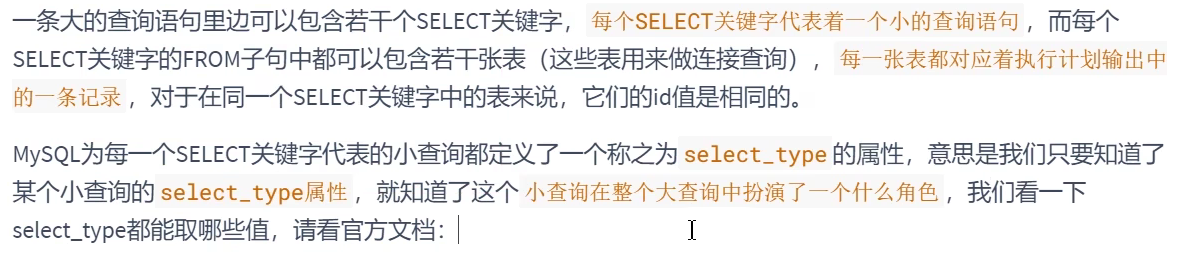 一条大的查询语句里边可以包含若干个SELECT关键字，每个SELECT关键字代表着一个小的查询语句，而每个
SELECT关键字的FROM子句中都可以包含若干张表（这些表用来做连接查询），每一张表都对应着执行计划输出中
的一条记录，对于在同一个SELECT关键字中的表来说，它们的id值是相同的。
MySQL为每一个SELECT关键字代表的小查询都定义了一个称之为select_type的属性，意思是我们只要知道了
某个小查询的select_type属性，就知道了这个小查询在整个大查询中扮演了一个什么角色，我们看一下
select_type都能取哪些值，请看官方文档：